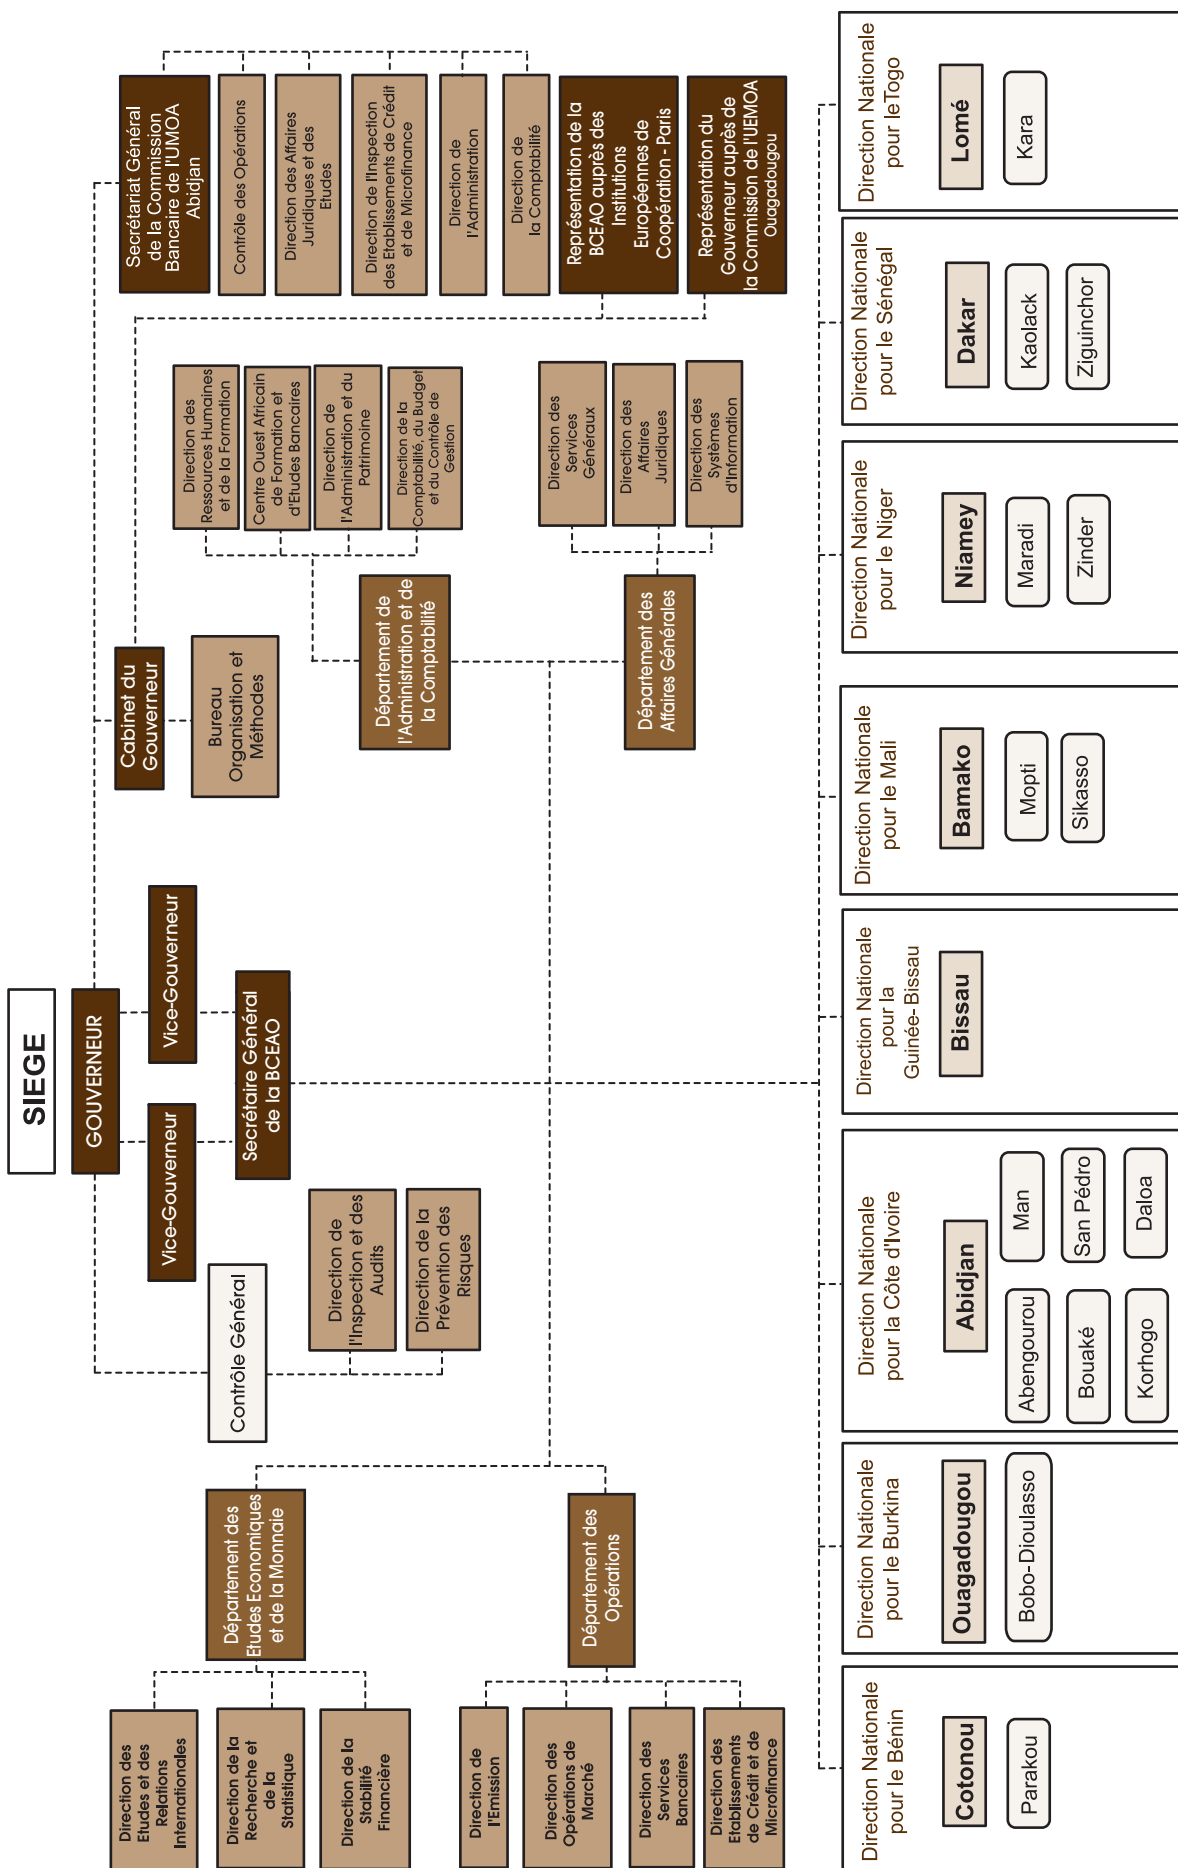 SIEGE
GOUVERNEUR
Vice-Gouverneur
Vice-Gouverneur
Secrétaire Général
de la BCEAO
Contrôle Général
Direction de
l'Inspection et des
Audits
Direction de la
Prévention des
Risques
Cabinet du
Gouverneur
Bureau
Organisation et
Méthodes
Secrétariat Général
de la Commission
Bancaire de l'UMOA
Abidjan
Contrôle des Opérations
Direction des Affaires
Juridiques et des
Etudes
Direction de l'Inspection
des Etablissements de Crédit
et de Microfinance
Direction de
l'Administration
Direction de
la Comptabilité
Représentation de la
BCEAO auprès des
Institutions
Européennes de
Coopération - Paris
Représentation du
Gouverneur auprès de
la Commission de l'UEMOA
Ouagadougou
Département des
Etudes Economiques
et de la Monnaie
Direction des
Etudes et des
Relations
Internationales
Direction de la
Recherche et
de la
Statistique
Direction de la
Stabilité
Financière
Département des
Opérations
Direction de
l'Emission
Direction des
Opérations de
Marché
Direction des
Services
Bancaires
Direction des
Etablissements
de Crédit et de
Microfinance
Département de
l'Administration et de
la Comptabilité
Direction des
Ressources Humaines
et de la Formation
Centre Ouest Africain
de Formation et
d'Etudes Bancaires
Direction de
l'Administration et du
Patrimoine
Direction de la
Comptabilité, du Budget
et du Contrôle de
Gestion
Département des
Affaires Générales
Direction des
Services
Généraux
Direction des
Affaires
Juridiques
Direction des
Systèmes
d'Information
Direction Nationale
pour le Bénin
Cotonou
Parakou
Direction Nationale
pour le Burkina
Ouagadougou
Bobo-Dioulasso
Direction Nationale
pour la Côte d'Ivoire
Abidjan
Abengourou
Man
Bouaké
San Pédro
Korhogo
Daloa
Direction Nationale
pour la
Guinée-Bissau
Bissau
Direction Nationale
pour le Mali
Bamako
Mopti
Sikasso
Direction Nationale
pour le Niger
Niamey
Maradi
Zinder
Direction Nationale
pour le Sénégal
Dakar
Kaolack
Ziguinchor
Direction Nationale
pour leTogo
Lomé
Kara